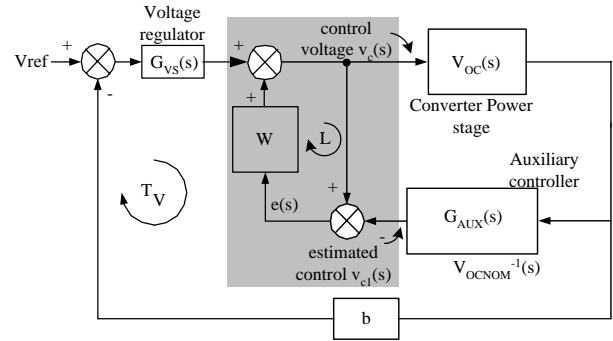 Voltage
regulator
control
voltage v_c(s)
Vref
+
-
G_VS(s)
+
+
V_OC(s)
Converter Power
stage
W
L
T_V
e(s)
+
-
Auxiliary
controller
G_AUX(s)
V_OCNOM^-1(s)
estimated
control v_c1(s)
b